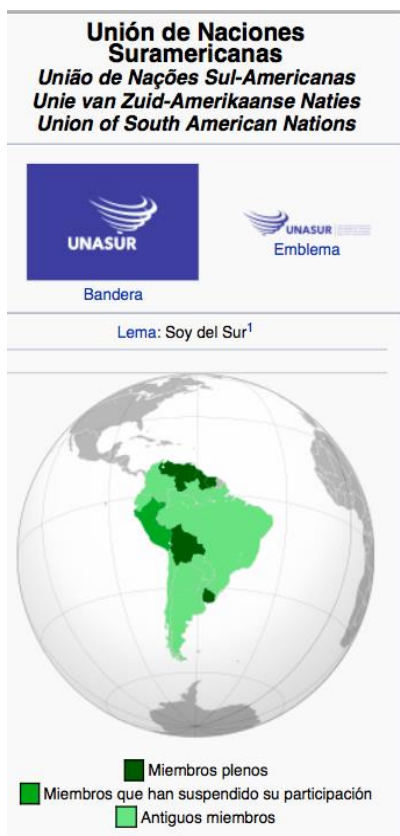 Unión de Naciones
Suramericanas
União de Nações Sul-Americanas
Unie van Zuid-Amerikaanse Naties
Union of South American Nations
UNASUR
UNASUR
Emblema
Bandera
Lema: Soy del Sur1
Miembros plenos
Miembros que han suspendido su participación
Antiguos miembros